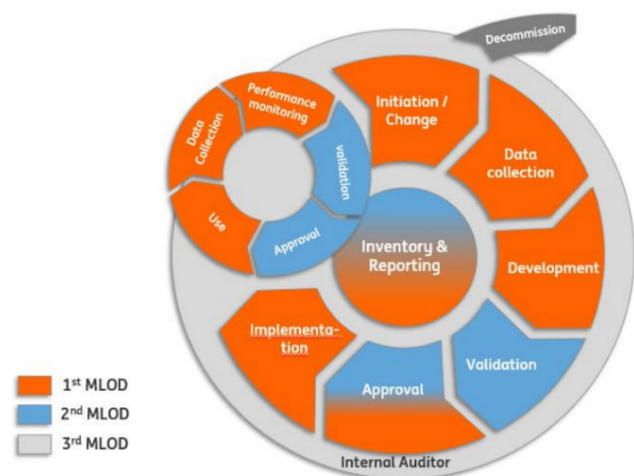 Decommission
Initiation /
Change
Data
collection
Development
Validation
Approval
Implementa-
tion
Performance
monitoring
validation
Approval
Use
Data
Collection
Inventory &
Reporting
Internal Auditor
1st MLOD
2nd MLOD
3rd MLOD